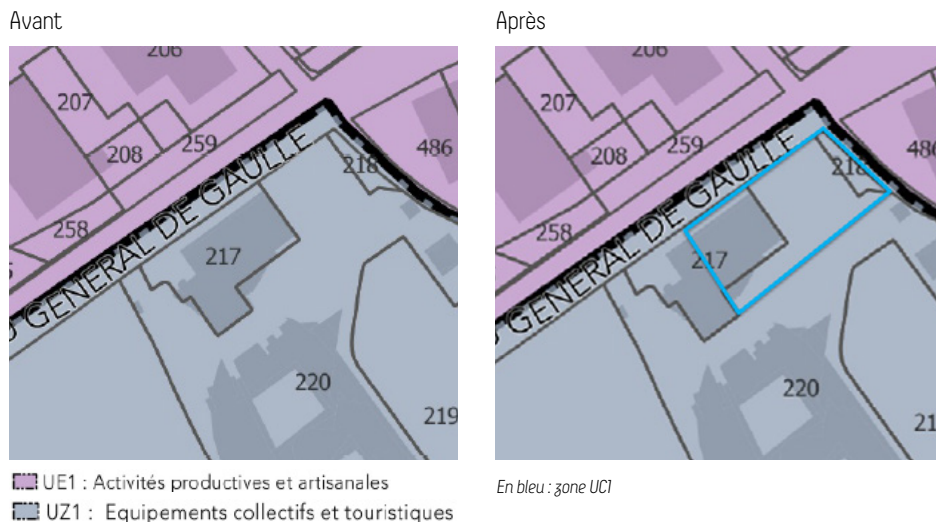 Avant
Après
206
207
208
259
258
486
218
217
GENERAL DE GAULLE
220
219
207
208
259
258
486
218
217
GENERAL DE GAULLE
220
UE1 : Activités productives et artisanales
UZ1 : Equipements collectifs et touristiques
En bleu : zone UC1